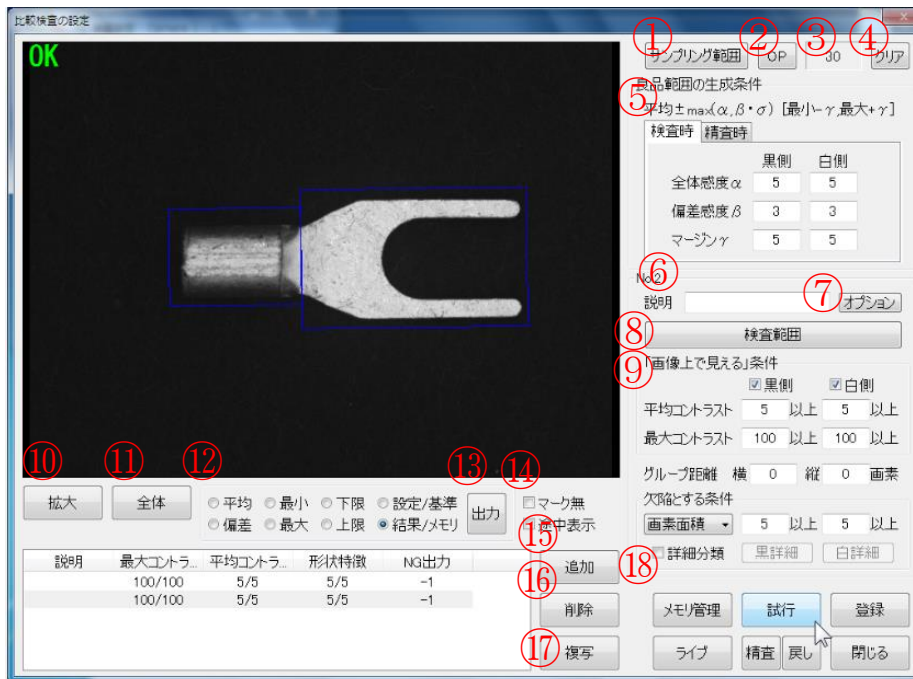 比較検査の設定
OK
① ② ③ ④
サンプリング範囲 OP 30 クリア
⑤ 良品範囲の生成条件
平均±max(α,β・σ) [最小-γ,最大+γ]
検査時 精査時
黒側 白側
全体感度α 5 5
偏差感度β 3 3
マージンγ 5 5
⑥ No.2
説明 ⑦ オプション
⑧ 検査範囲
⑨ 「画像上で見える」条件
黒側 白側
平均コントラスト 5 以上 5 以上
最大コントラスト 100 以上 100 以上
グループ距離 横 0 縦 0 画素
欠陥とする条件
画素面積 5 以上 5 以上
⑱ 詳細分類 黒詳細 白詳細
メモリ管理 試行 登録
ライブ 精査 戻し 閉じる
⑩ ⑪ ⑫ ⑬ ⑭
拡大 全体
平均 最小 下限 設定/基準
偏差 最大 上限 結果/メモリ
出力
マーク無
途中表示
⑮
説明 最大コントラ... 平均コントラ... 形状特徴 NG出力
100/100 5/5 5/5 -1
100/100 5/5 5/5 -1
追加
⑯
削除
⑰ 複写